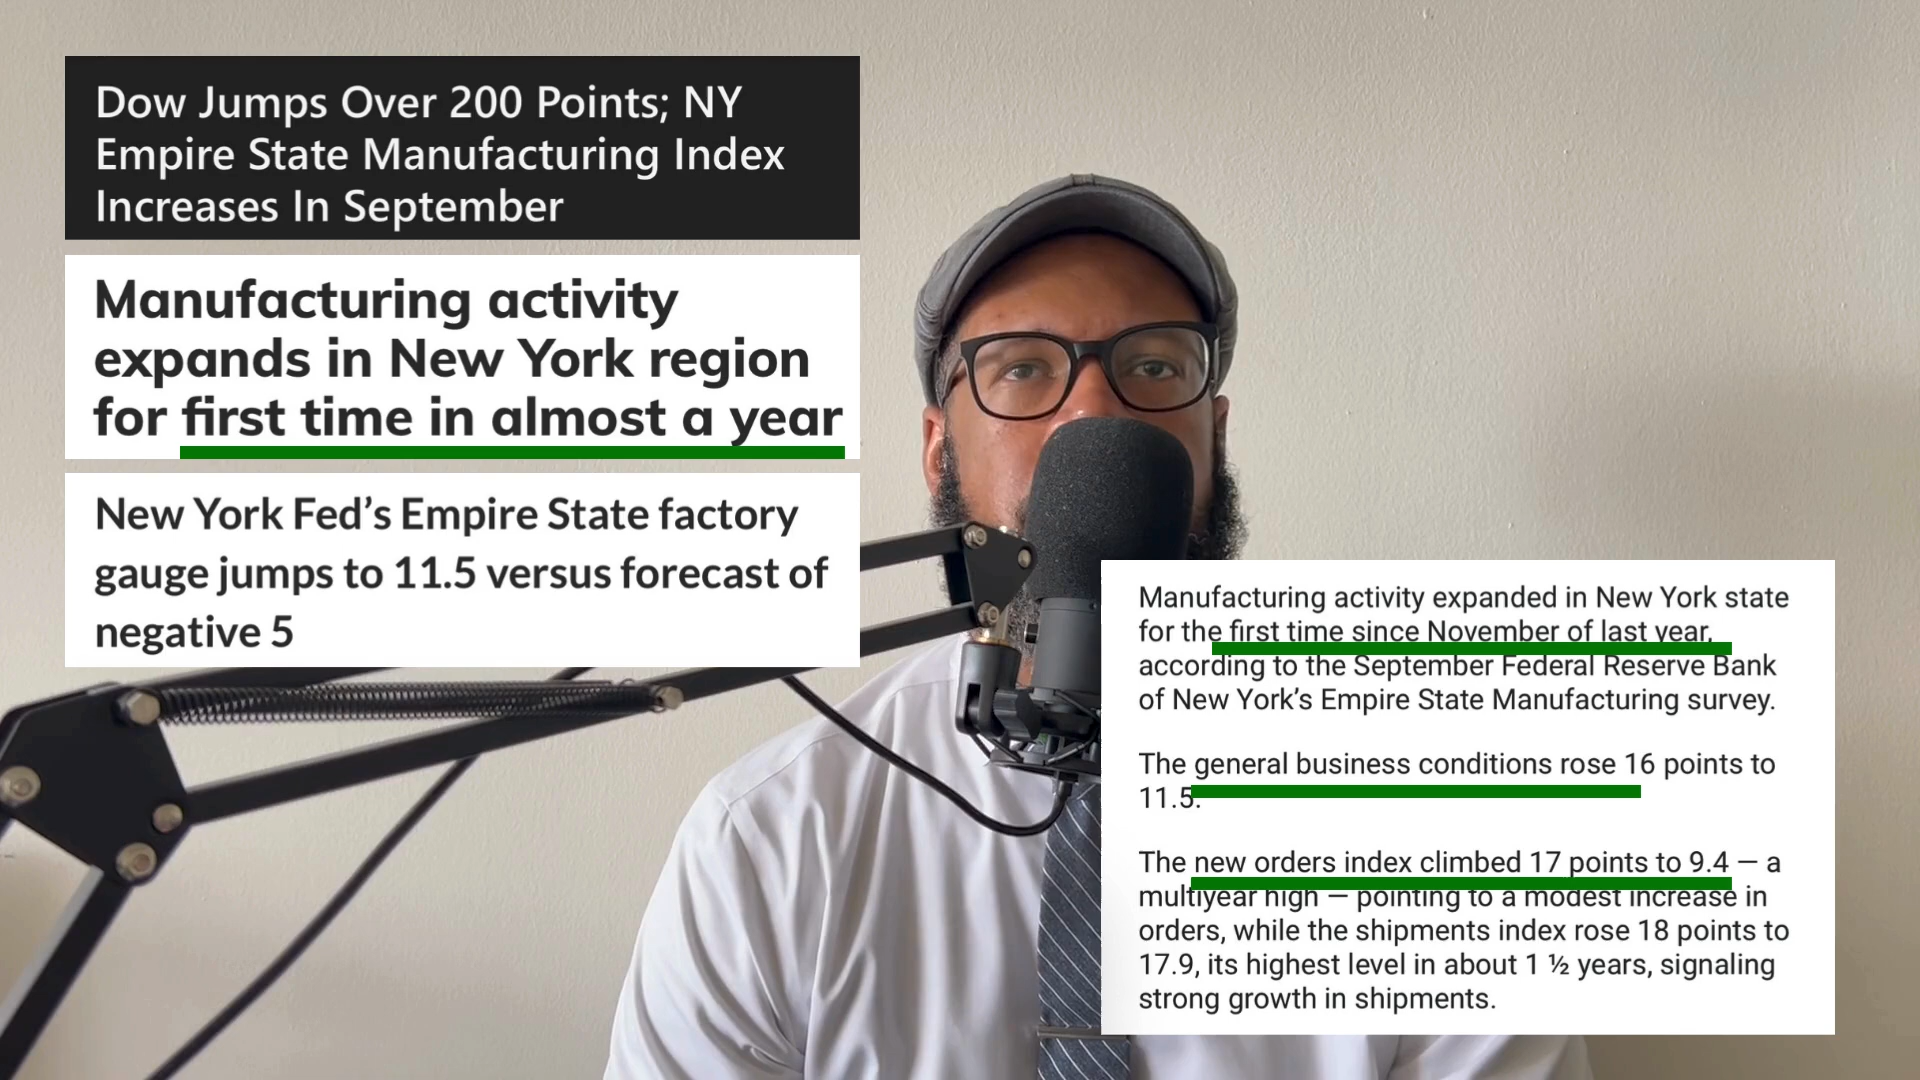 Dow Jumps Over 200 Points; NY
Empire State Manufacturing Index
Increases In September
Manufacturing activity
expands in New York region
for first time in almost a year
New York Fed’s Empire State factory
gauge jumps to 11.5 versus forecast of
negative 5
Manufacturing activity expanded in New York state
for the first time since November of last year,
according to the September Federal Reserve Bank
of New York’s Empire State Manufacturing survey.
The general business conditions rose 16 points to
11.5.
The new orders index climbed 17 points to 9.4 — a
multiyear high — pointing to a modest increase in
orders, while the shipments index rose 18 points to
17.9, its highest level in about 1 ½ years, signaling
strong growth in shipments.